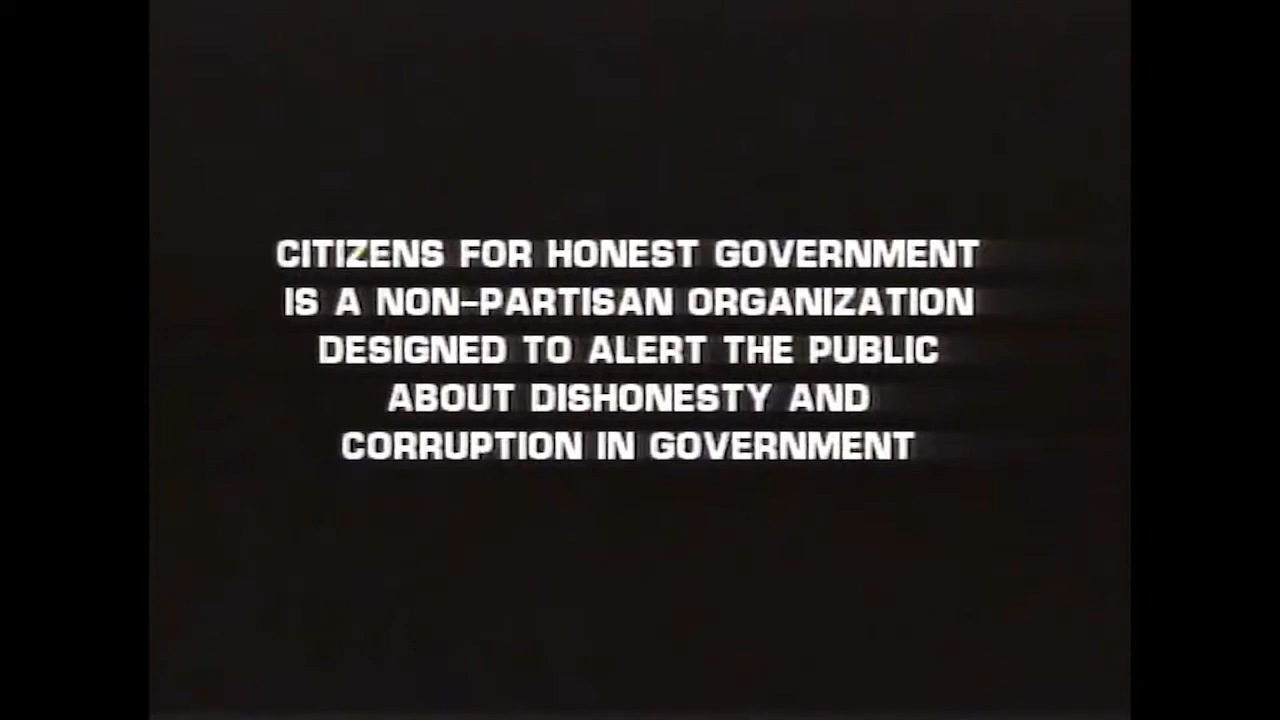 CITIZENS FOR HONEST GOVERNMENT
IS A NON-PARTISAN ORGANIZATION
DESIGNED TO ALERT THE PUBLIC
ABOUT DISHONESTY AND
CORRUPTION IN GOVERNMENT